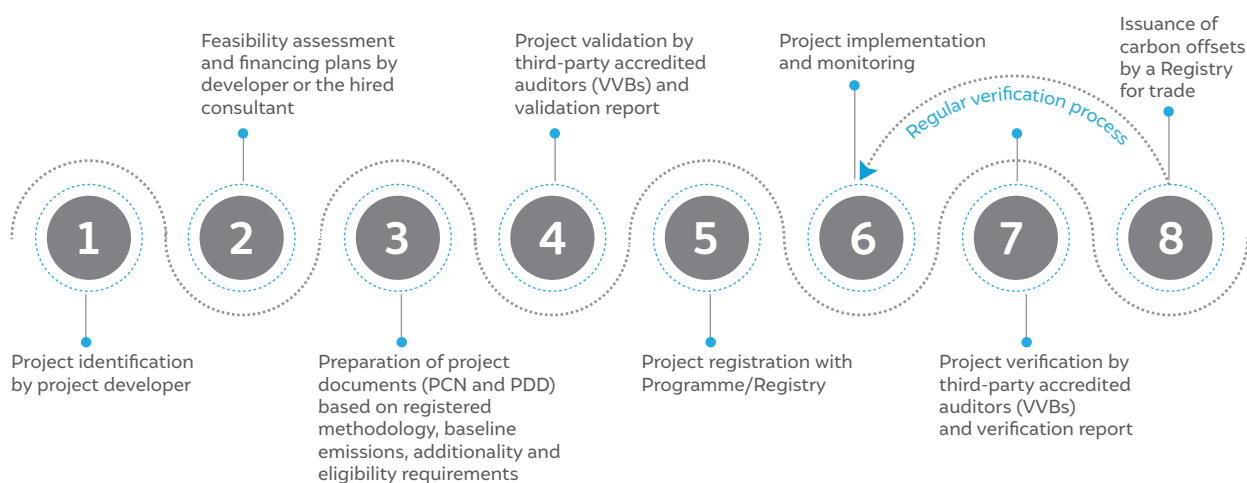 1
Project identification
by project developer
2
Feasibility assessment
and financing plans by
developer or the hired
consultant
3
Preparation of project
documents (PCN and PDD)
based on registered
methodology, baseline
emissions, additionality and
eligibility requirements
4
Project validation by
third-party accredited
auditors (VVBs) and
validation report
5
Project registration with
Programme/Registry
6
Project implementation
and monitoring
Regular verification process
7
Project verification by
third-party accredited
auditors (VVBs)
and verification report
8
Issuance of
carbon offsets
by a Registry
for trade